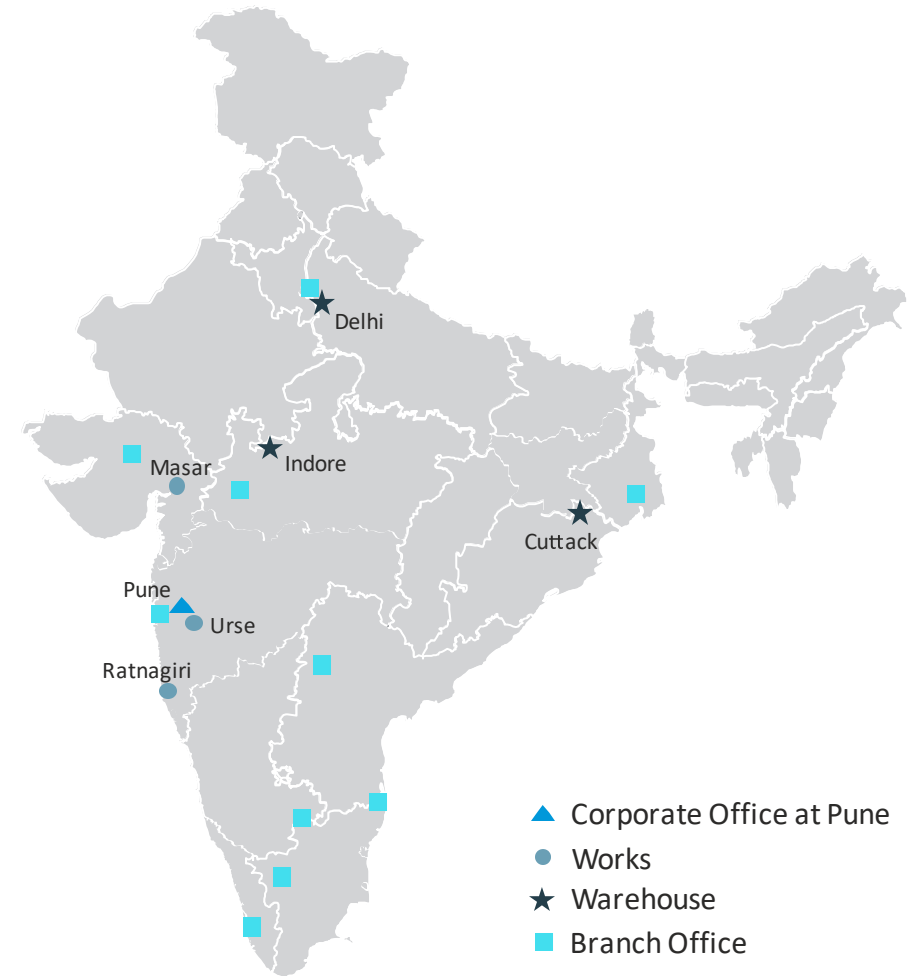 Delhi
Indore
Masar
Cuttack
Pune
Urse
Ratnagiri
Corporate Office at Pune
Works
Warehouse
Branch Office